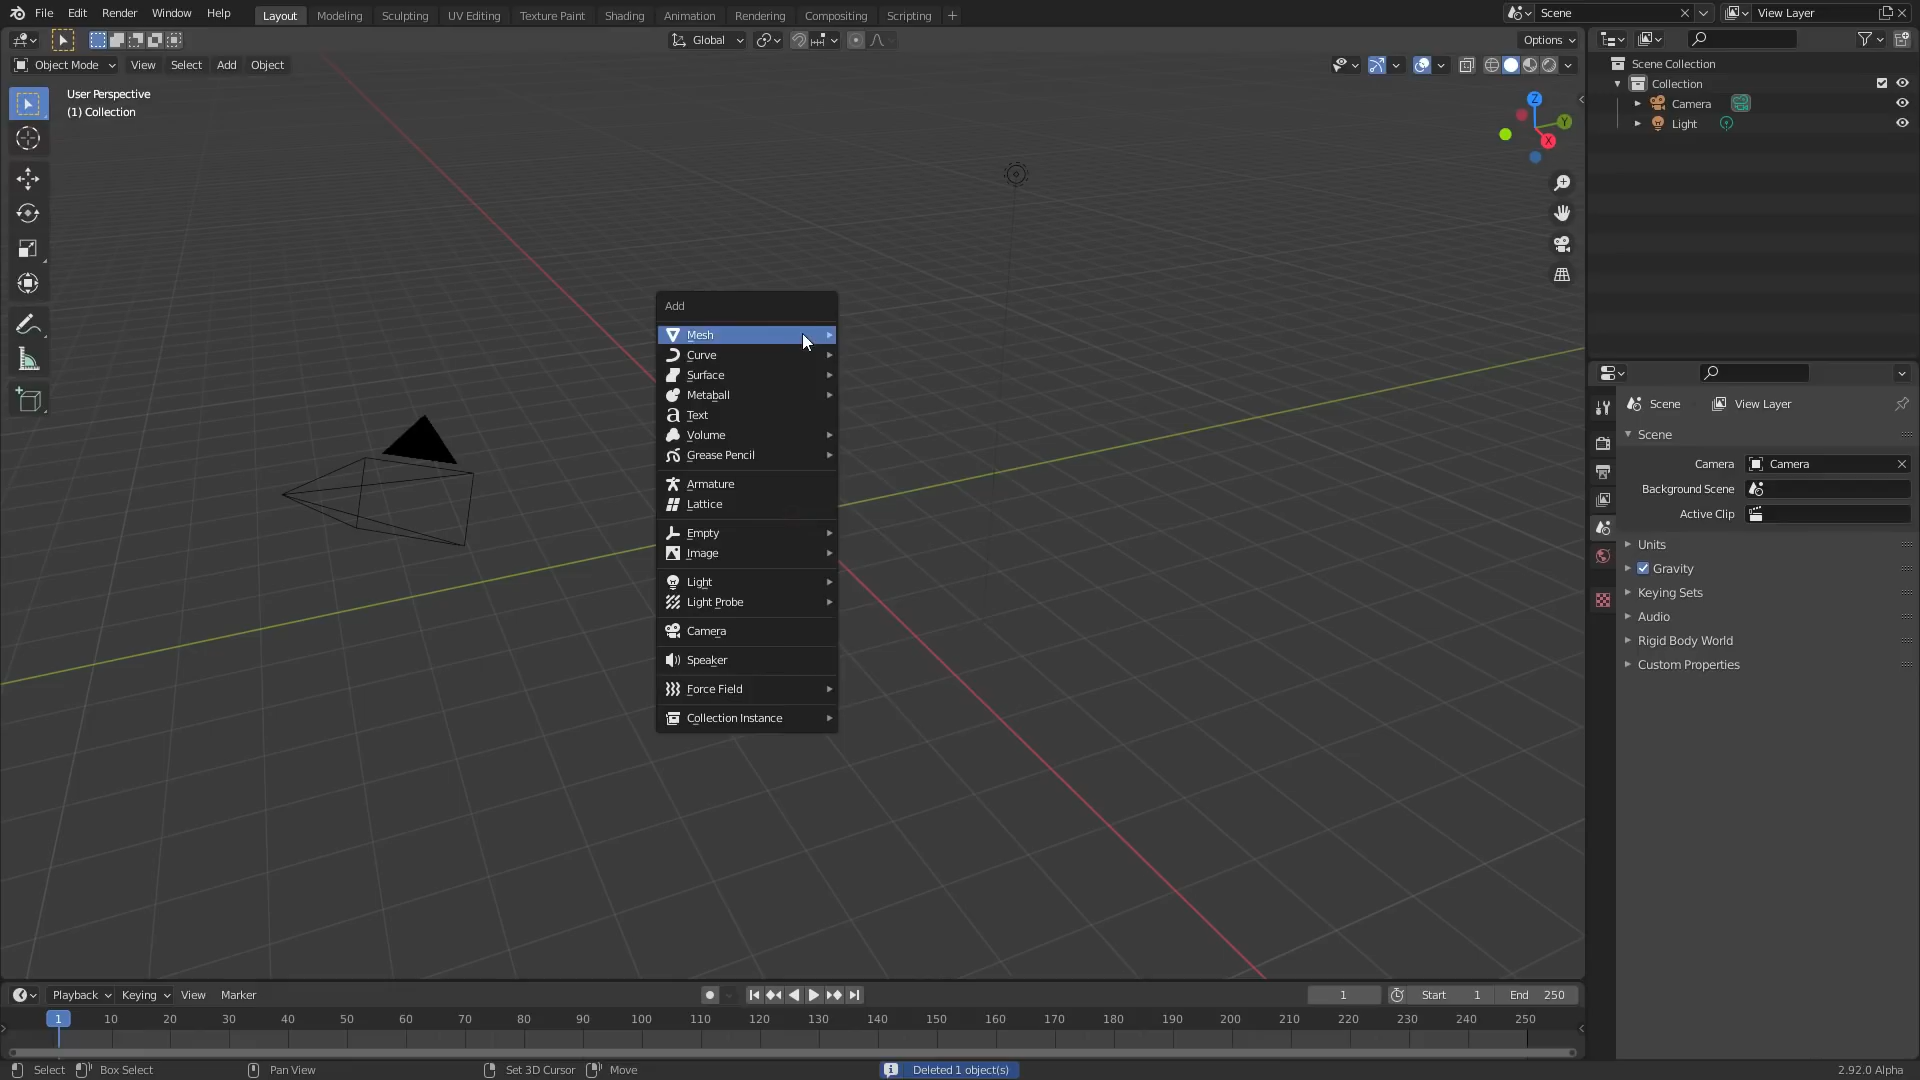 File Edit Render Window Help Layout Modeling Sculpting UV Editing Texture Paint Shading Animation Rendering Compositing Scripting + Scene View Layer
Global Options
Object Mode View Select Add Object
User Perspective
(1) Collection
Z
Y
X
Scene Collection
Collection
Camera
Light
Add
Mesh
Curve
Surface
Metaball
Text
Volume
Grease Pencil
Armature
Lattice
Empty
Image
Light
Light Probe
Camera
Speaker
Force Field
Collection Instance
Scene View Layer
Scene
Camera Camera
Background Scene
Active Clip
Units
Gravity
Keying Sets
Audio
Rigid Body World
Custom Properties
Playback Keying View Marker 1 Start 1 End 250
1 10 20 30 40 50 60 70 80 90 100 110 120 130 140 150 160 170 180 190 200 210 220 230 240 250
Select Box Select Pan View Set 3D Cursor Move Deleted 1 object(s) 2.92.0 Alpha